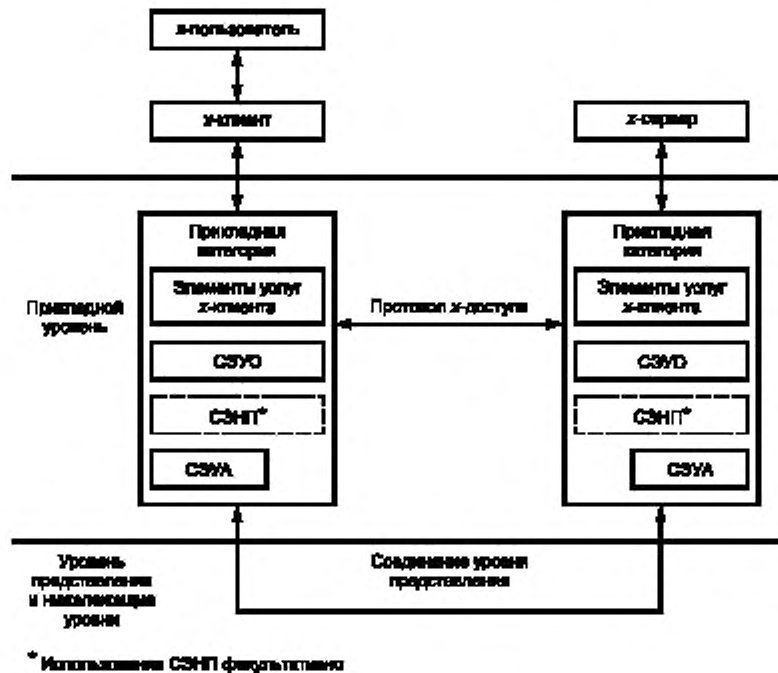 x-пользователь
x-клиент
x-сервер
Прикладная
категория
Прикладная
категория
Элементы услуг
x-клиента
Элементы услуг
x-клиента
Прикладной
уровень
Протокол x-доступа
СЭУО
СЭУО
СЭНП*
СЭНП*
СЭУА
СЭУА
Уровень
представления
и нижележащие
уровни
Соединение уровня
представления
* Использование СЭНП факультативно